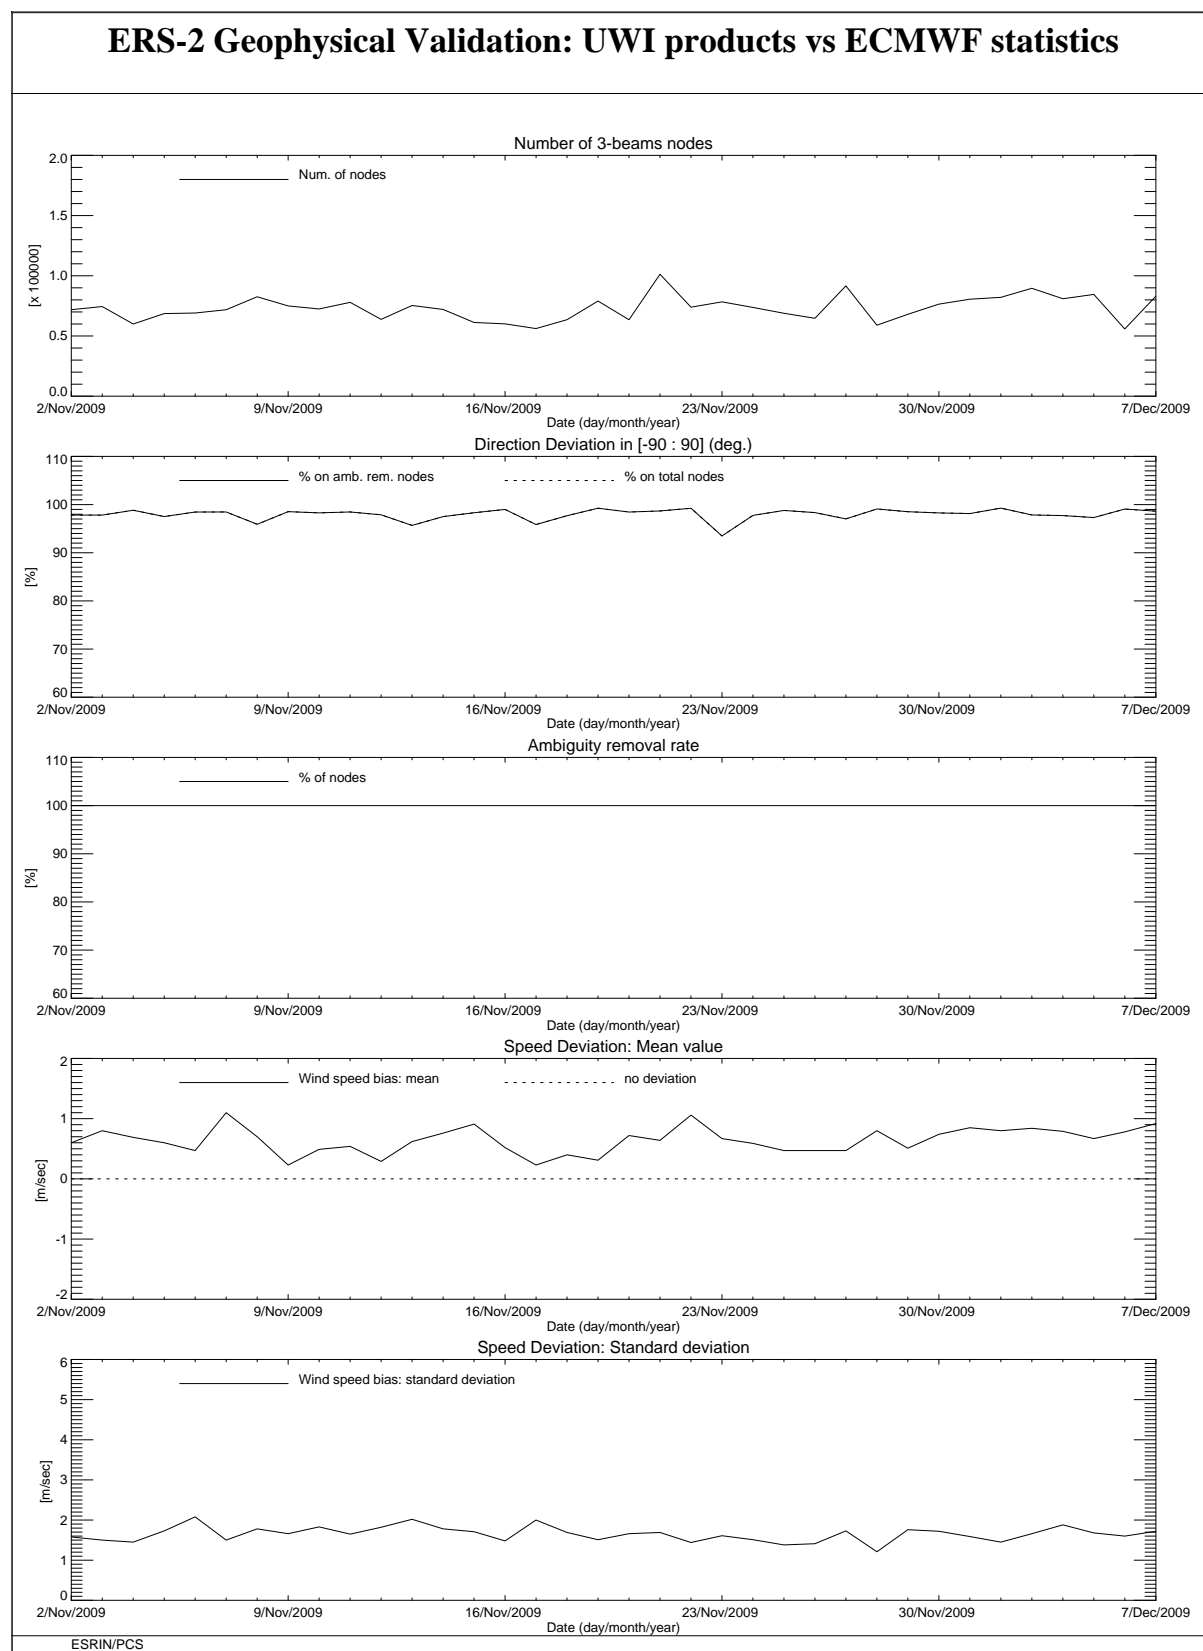 ERS-2 Geophysical Validation: UWI products vs ECMWF statistics
Number of 3-beams nodes
Num. of nodes
[x 100000]
2.0
1.5
1.0
0.5
0.0
2/Nov/2009 9/Nov/2009 16/Nov/2009 23/Nov/2009 30/Nov/2009 7/Dec/2009
Date (day/month/year)
Direction Deviation in [-90 : 90] (deg.)
% on amb. rem. nodes % on total nodes
[%]
110
100
90
80
70
60
2/Nov/2009 9/Nov/2009 16/Nov/2009 23/Nov/2009 30/Nov/2009 7/Dec/2009
Date (day/month/year)
Ambiguity removal rate
% of nodes
[%]
110
100
90
80
70
60
2/Nov/2009 9/Nov/2009 16/Nov/2009 23/Nov/2009 30/Nov/2009 7/Dec/2009
Date (day/month/year)
Speed Deviation: Mean value
Wind speed bias: mean no deviation
[m/sec]
2
1
0
-1
-2
2/Nov/2009 9/Nov/2009 16/Nov/2009 23/Nov/2009 30/Nov/2009 7/Dec/2009
Date (day/month/year)
Speed Deviation: Standard deviation
Wind speed bias: standard deviation
[m/sec]
6
5
4
3
2
1
0
2/Nov/2009 9/Nov/2009 16/Nov/2009 23/Nov/2009 30/Nov/2009 7/Dec/2009
Date (day/month/year)
ESRIN/PCS